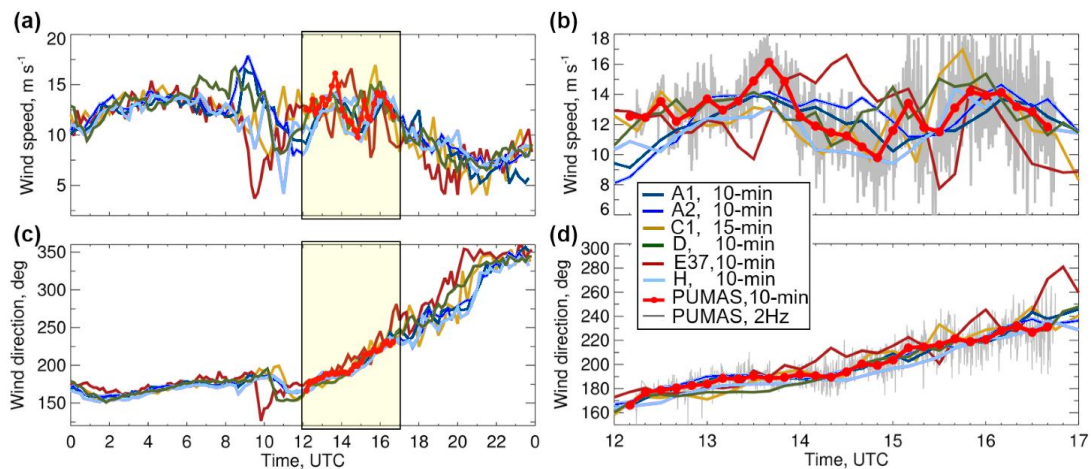 (a)
20
15
10
5
Wind speed, m s-1
(b)
18
16
14
12
10
8
6
Wind speed, m s-1
A1, 10-min
A2, 10-min
C1, 15-min
D, 10-min
E37,10-min
H, 10-min
PUMAS,10-min
PUMAS, 2Hz
(c)
350
300
250
200
150
Wind direction, deg
0 2 4 6 8 10 12 14 16 18 20 22 0
Time, UTC
(d)
300
280
260
240
220
200
180
160
Wind direction, deg
12 13 14 15 16 17
Time, UTC